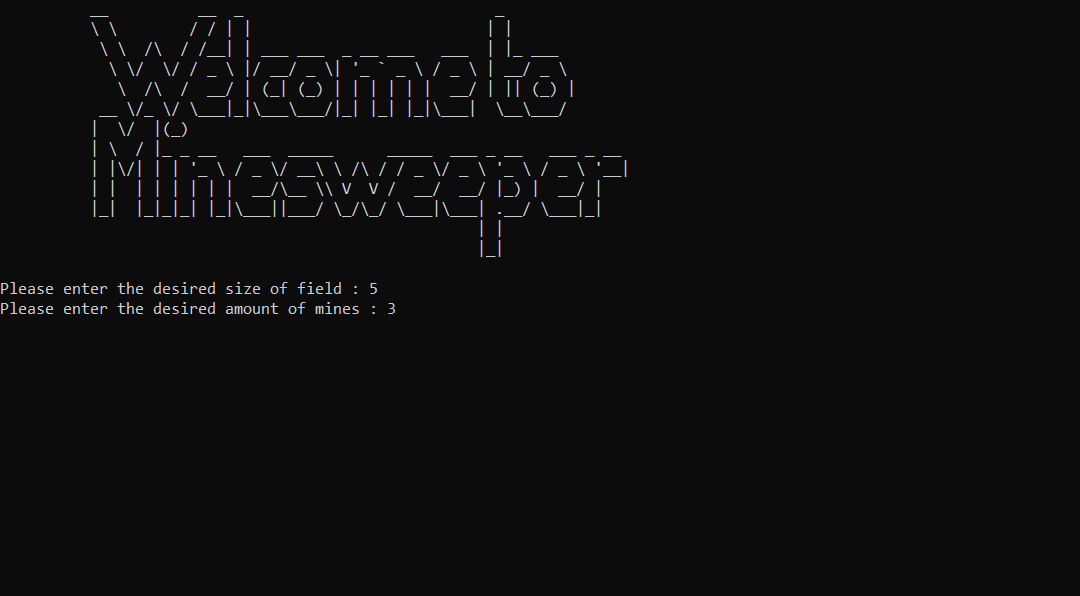 Welcome to
Minesweeper
Please enter the desired size of field : 5
Please enter the desired amount of mines : 3